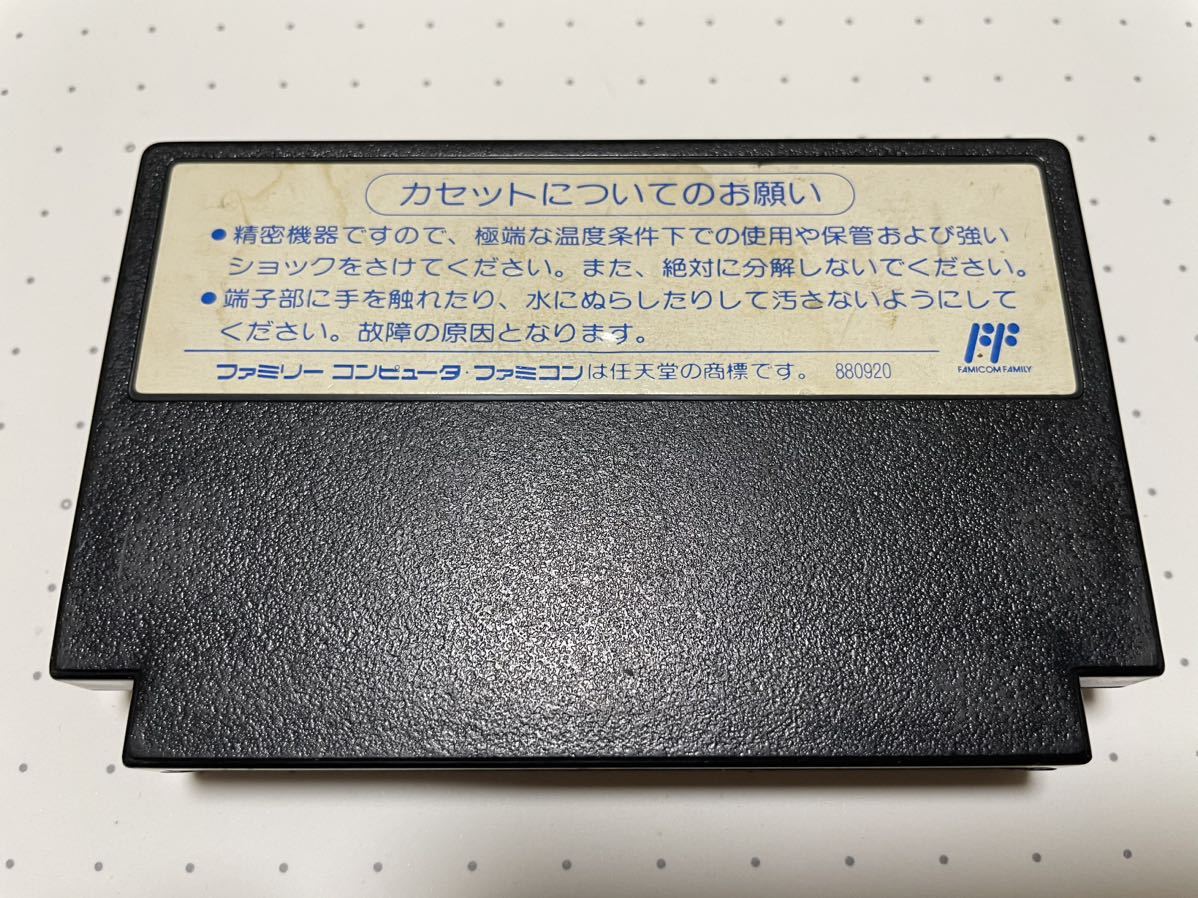 カセットについてのお願い
●精密機器ですので、極端な温度条件下での使用や保管および強い
ショックをさけてください。また、絶対に分解しないでください。
●端子部に手を触れたり、水にぬらしたりして汚さないようにして
ください。故障の原因となります。
FAMICOM FAMILY
ファミリー コンピュータ・ファミコンは任天堂の商標です。 880920